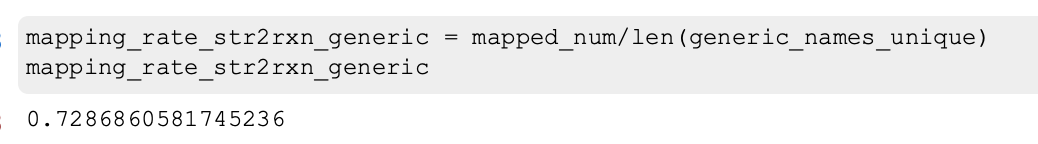 mapping_rate_str2rxn_generic = mapped_num/len(generic_names_unique)
mapping_rate_str2rxn_generic
0.7286860581745236